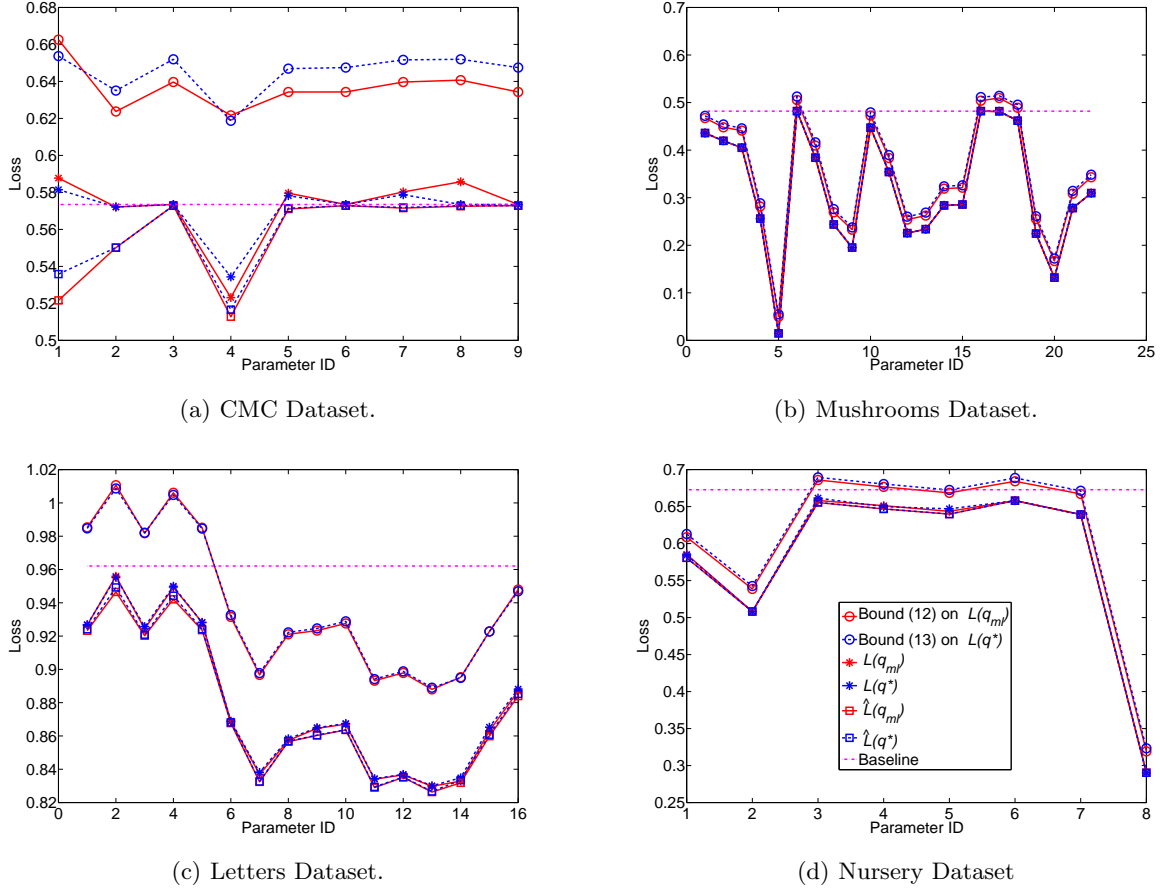 0.68
0.66
0.64
0.62
0.6
0.58
0.56
0.54
0.52
0.5
Loss
1 2 3 4 5 6 7 8 9
Parameter ID
(a) CMC Dataset.
0.7
0.6
0.5
0.4
0.3
0.2
0.1
0
Loss
0 5 10 15 20 25
Parameter ID
(b) Mushrooms Dataset.
1.02
1
0.98
0.96
0.94
0.92
0.9
0.88
0.86
0.84
0.82
Loss
0 2 4 6 8 10 12 14 16
Parameter ID
(c) Letters Dataset.
0.7
0.65
0.6
0.55
0.5
0.45
0.4
0.35
0.3
0.25
Loss
1 2 3 4 5 6 7 8
Parameter ID
Bound (12) on L(q_ml)
Bound (13) on L(q*)
L(q_ml)
L(q*)
L̂(q_ml)
L̂(q*)
Baseline
(d) Nursery Dataset